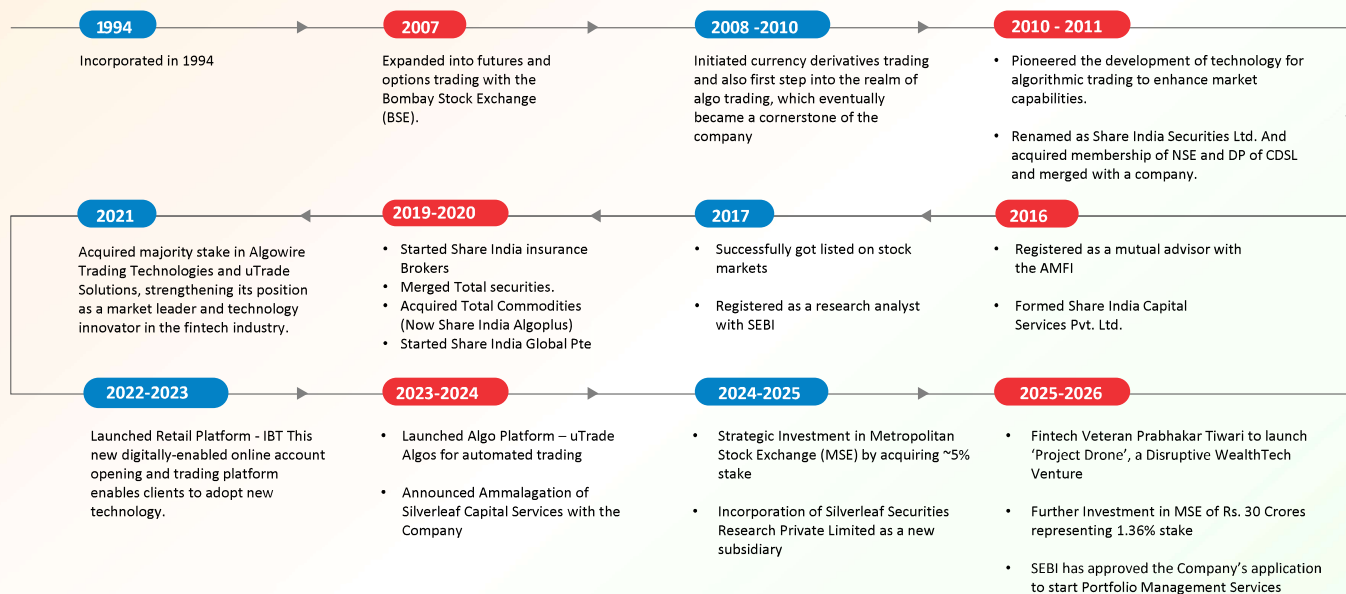 1994
Incorporated in 1994
2007
Expanded into futures and
options trading with the
Bombay Stock Exchange
(BSE).
2008 -2010
Initiated currency derivatives trading
and also first step into the realm of
algo trading, which eventually
became a cornerstone of the
company
2010 - 2011
• Pioneered the development of technology for
algorithmic trading to enhance market
capabilities.
• Renamed as Share India Securities Ltd. And
acquired membership of NSE and DP of CDSL
and merged with a company.
2016
• Registered as a mutual advisor with
the AMFI
• Formed Share India Capital
Services Pvt. Ltd.
2017
• Successfully got listed on stock
markets
• Registered as a research analyst
with SEBI
2019-2020
• Started Share India insurance
Brokers
• Merged Total securities.
• Acquired Total Commodities
(Now Share India Algoplus)
• Started Share India Global Pte
2021
Acquired majority stake in Algowire
Trading Technologies and uTrade
Solutions, strengthening its position
as a market leader and technology
innovator in the fintech industry.
2022-2023
Launched Retail Platform - IBT This
new digitally-enabled online account
opening and trading platform
enables clients to adopt new
technology.
2023-2024
• Launched Algo Platform – uTrade
Algos for automated trading
• Announced Ammalagation of
Silverleaf Capital Services with the
Company
2024-2025
• Strategic Investment in Metropolitan
Stock Exchange (MSE) by acquiring ~5%
stake
• Incorporation of Silverleaf Securities
Research Private Limited as a new
subsidiary
2025-2026
• Fintech Veteran Prabhakar Tiwari to launch
‘Project Drone’, a Disruptive WealthTech
Venture
• Further Investment in MSE of Rs. 30 Crores
representing 1.36% stake
• SEBI has approved the Company’s application
to start Portfolio Management Services